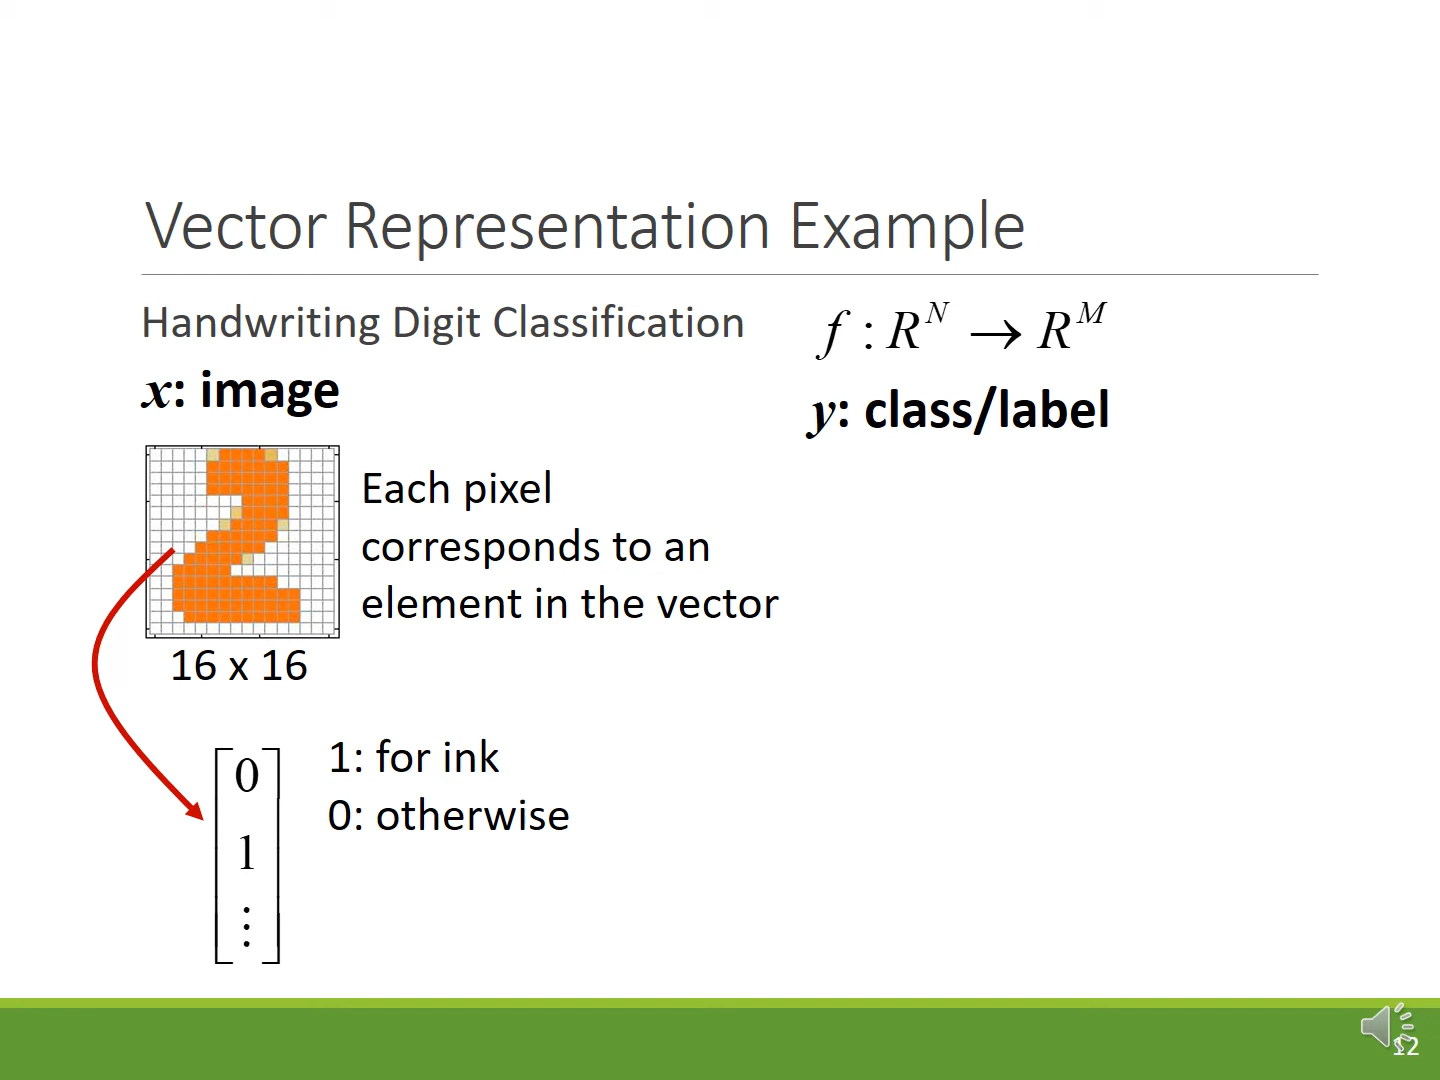 Vector Representation Example
Handwriting Digit Classification
f : R^N → R^M
x: image
y: class/label
Each pixel
corresponds to an
element in the vector
16 x 16
1: for ink
0: otherwise
0
1
⋮
12